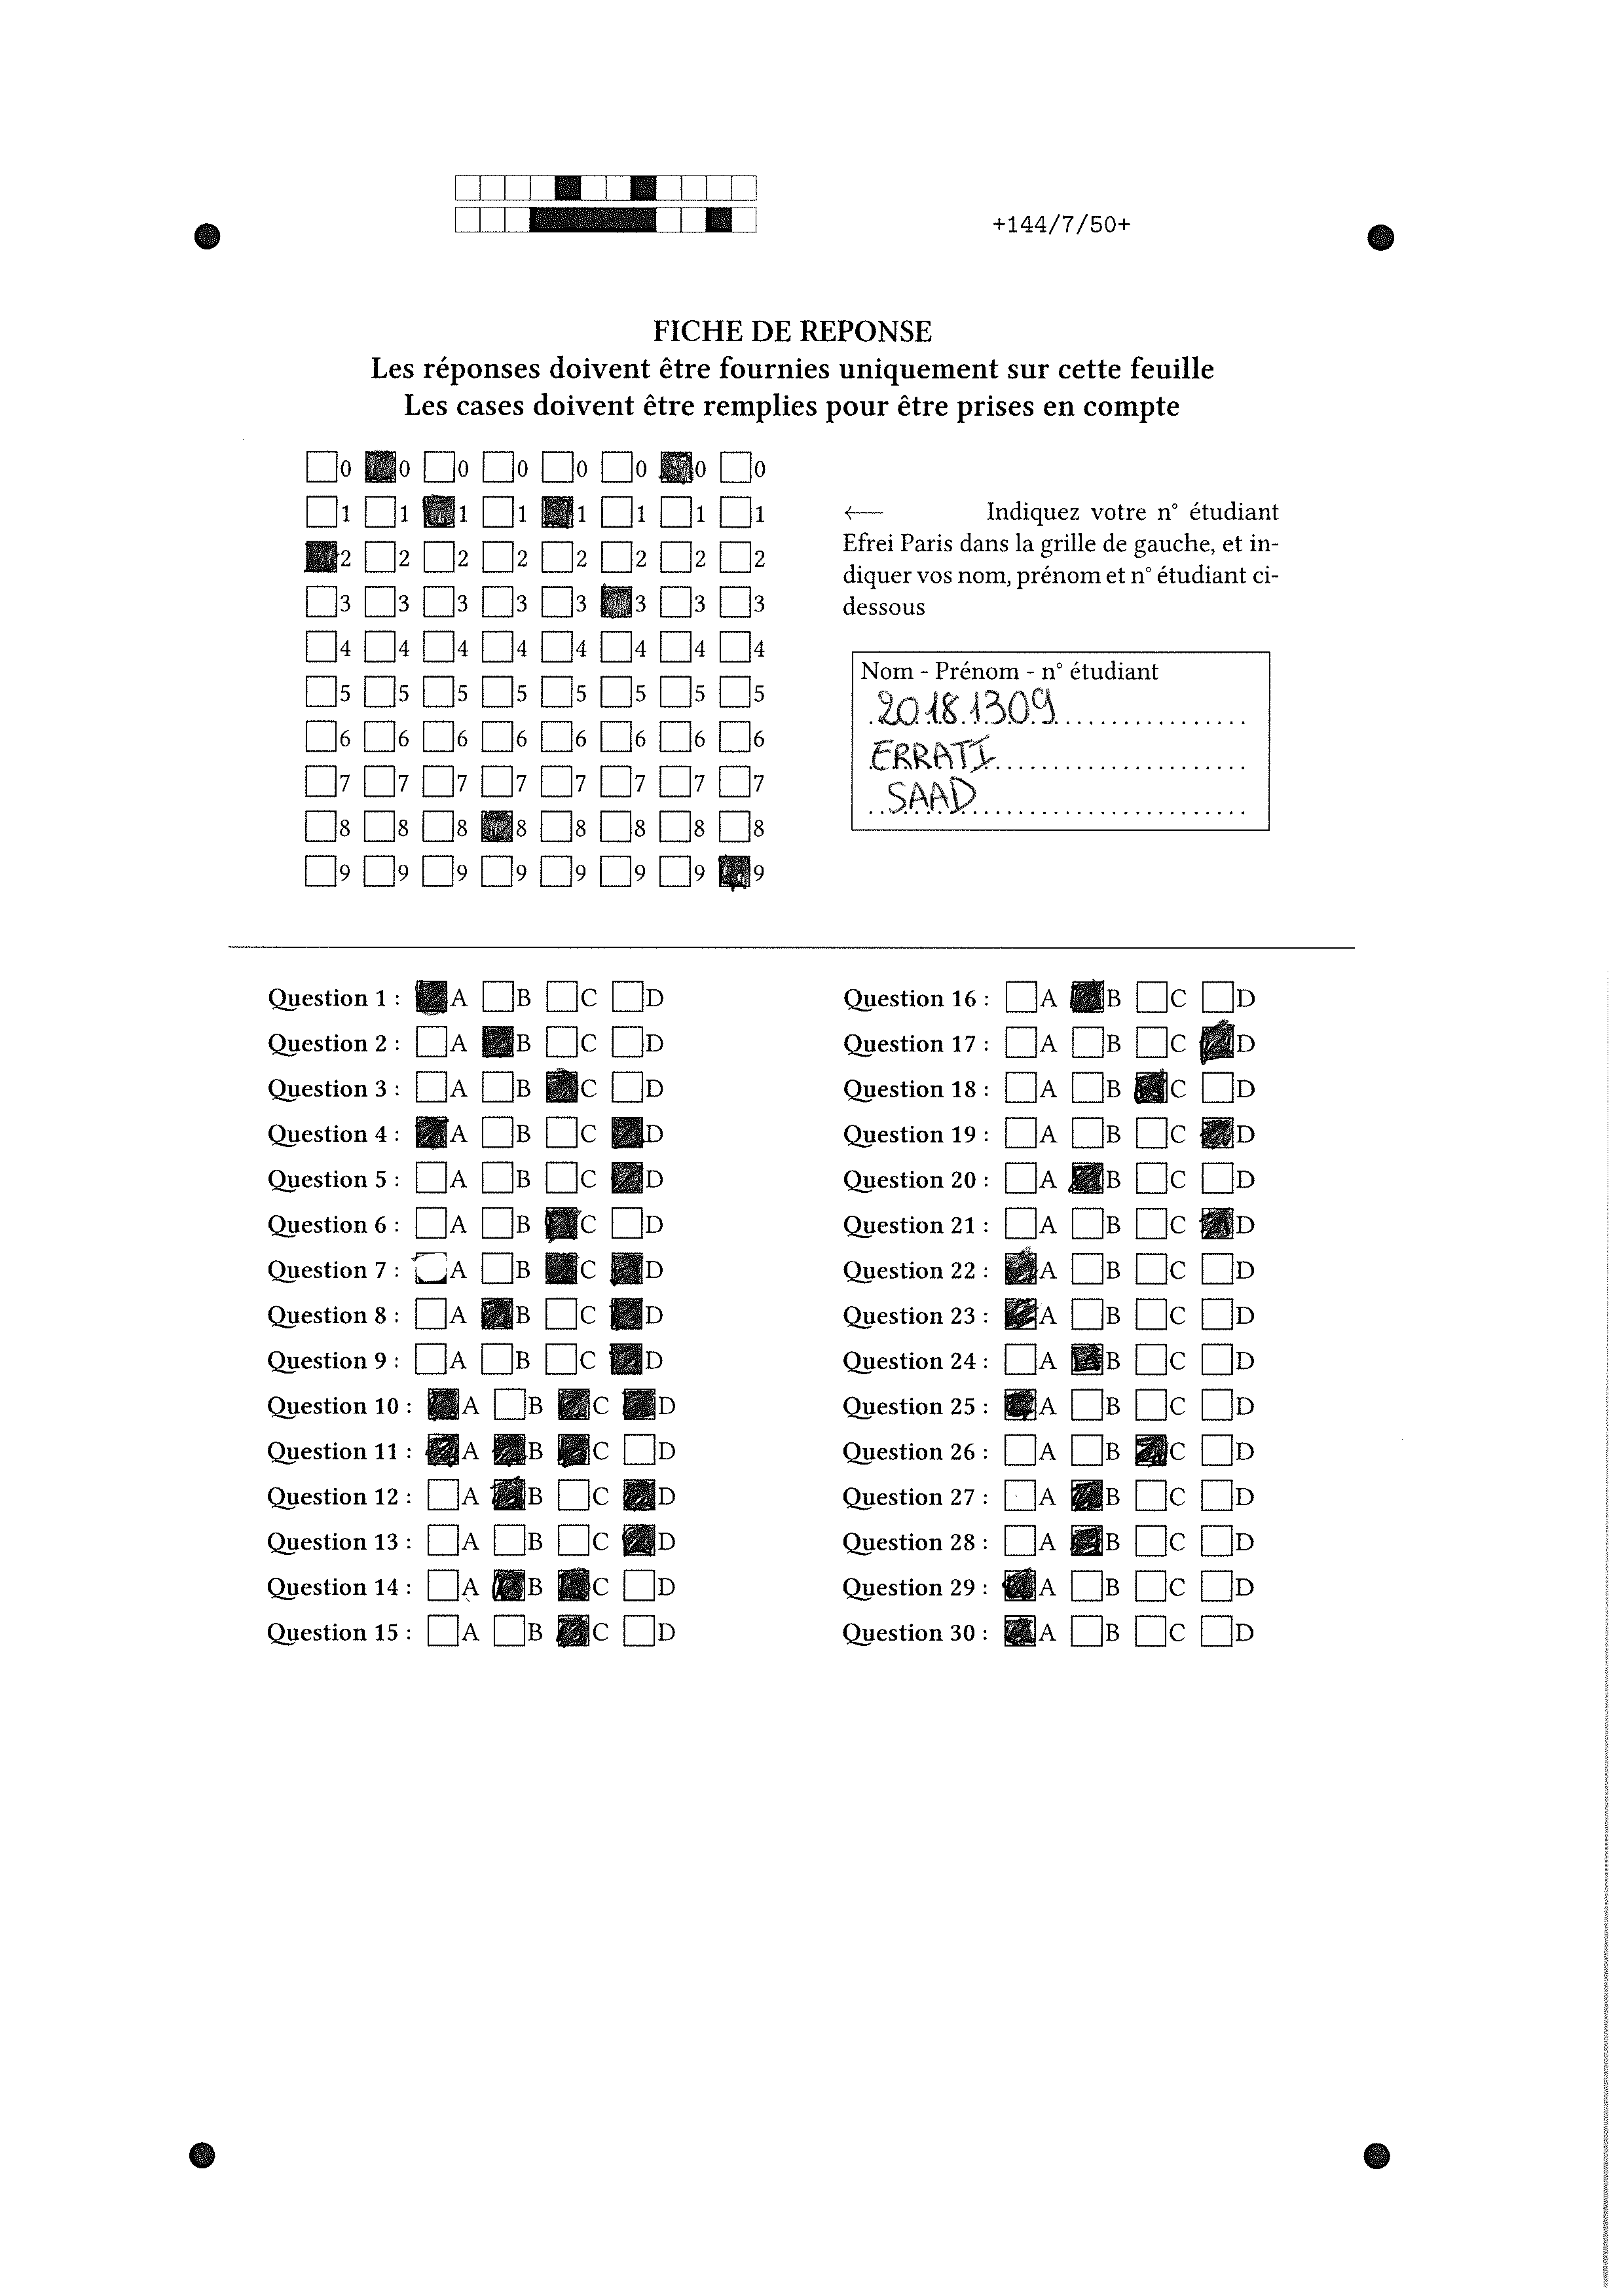 +144/7/50+
FICHE DE REPONSE
Les réponses doivent être fournies uniquement sur cette feuille
Les cases doivent être remplies pour être prises en compte
0 0 0 0 0 0 0 0
1 1 1 1 1 1 1 1
2 2 2 2 2 2 2 2
3 3 3 3 3 3 3 3
4 4 4 4 4 4 4 4
5 5 5 5 5 5 5 5
6 6 6 6 6 6 6 6
7 7 7 7 7 7 7 7
8 8 8 8 8 8 8 8
9 9 9 9 9 9 9 9
← Indiquez votre n° étudiant
Efrei Paris dans la grille de gauche, et in-
diquer vos nom, prénom et n° étudiant ci-
dessous
Nom - Prénom - n° étudiant
20181309
ERRATI
SAAD
Question 1 : A B C D
Question 2 : A B C D
Question 3 : A B C D
Question 4 : A B C D
Question 5 : A B C D
Question 6 : A B C D
Question 7 : A B C D
Question 8 : A B C D
Question 9 : A B C D
Question 10 : A B C D
Question 11 : A B C D
Question 12 : A B C D
Question 13 : A B C D
Question 14 : A B C D
Question 15 : A B C D
Question 16 : A B C D
Question 17 : A B C D
Question 18 : A B C D
Question 19 : A B C D
Question 20 : A B C D
Question 21 : A B C D
Question 22 : A B C D
Question 23 : A B C D
Question 24 : A B C D
Question 25 : A B C D
Question 26 : A B C D
Question 27 : A B C D
Question 28 : A B C D
Question 29 : A B C D
Question 30 : A B C D